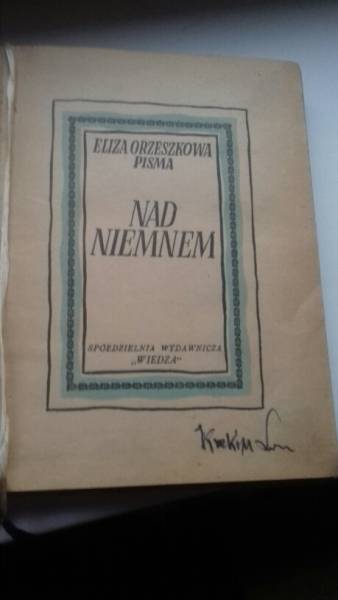 ELIZA ORZESZKOWA
PISMA
NAD
NIEMNEM
SPÓŁDZIELNIA WYDAWNICZA
„WIEDZA"